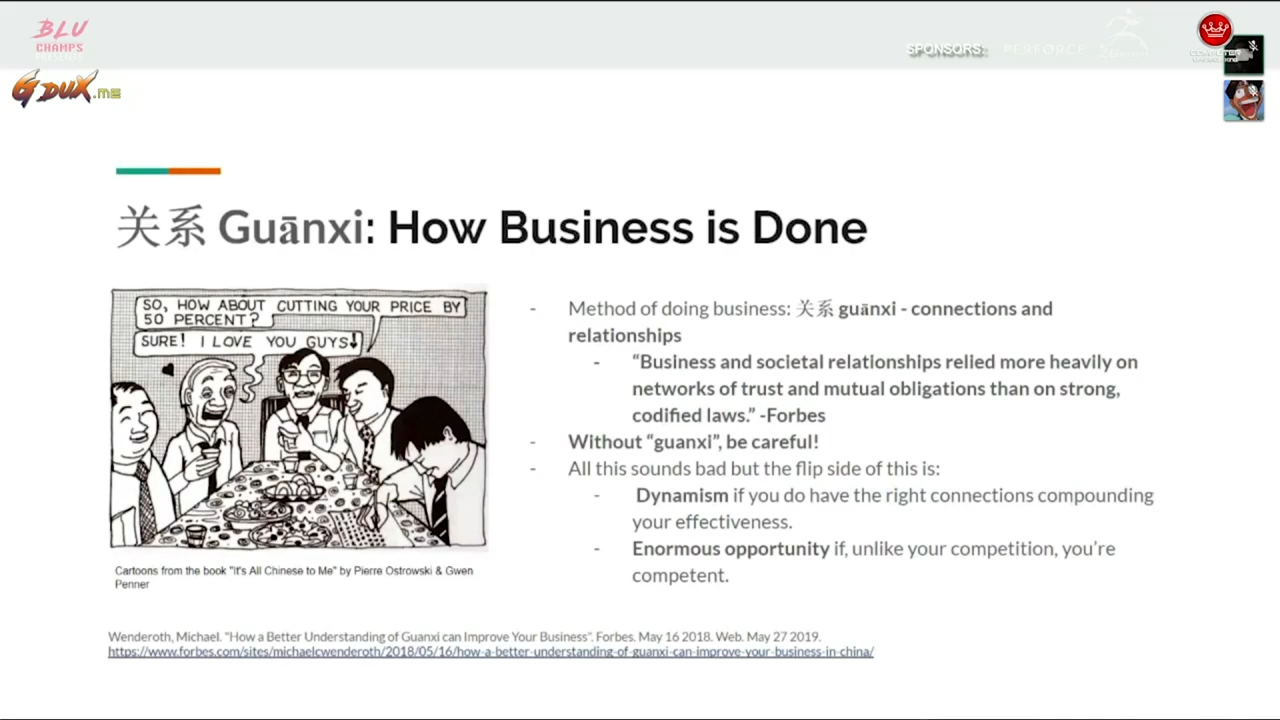 BLU
CHAMPS
PRESENTS
G DUX.ME
SPONSORS:
PERFORCE
关系 Guānxi: How Business is Done
SO, HOW ABOUT CUTTING YOUR PRICE BY
50 PERCENT?
SURE! I LOVE YOU GUYS!
Cartoons from the book "It's All Chinese to Me" by Pierre Ostrowski & Gwen
Penner
- Method of doing business: 关系 guānxi - connections and
relationships
- “Business and societal relationships relied more heavily on
networks of trust and mutual obligations than on strong,
codified laws.” -Forbes
- Without “guanxi”, be careful!
- All this sounds bad but the flip side of this is:
- Dynamism if you do have the right connections compounding
your effectiveness.
- Enormous opportunity if, unlike your competition, you’re
competent.
Wenderoth, Michael. "How a Better Understanding of Guanxi can Improve Your Business". Forbes. May 16 2018. Web. May 27 2019.
https://www.forbes.com/sites/michaelcwenderoth/2018/05/16/how-a-better-understanding-of-guanxi-can-improve-your-business-in-china/